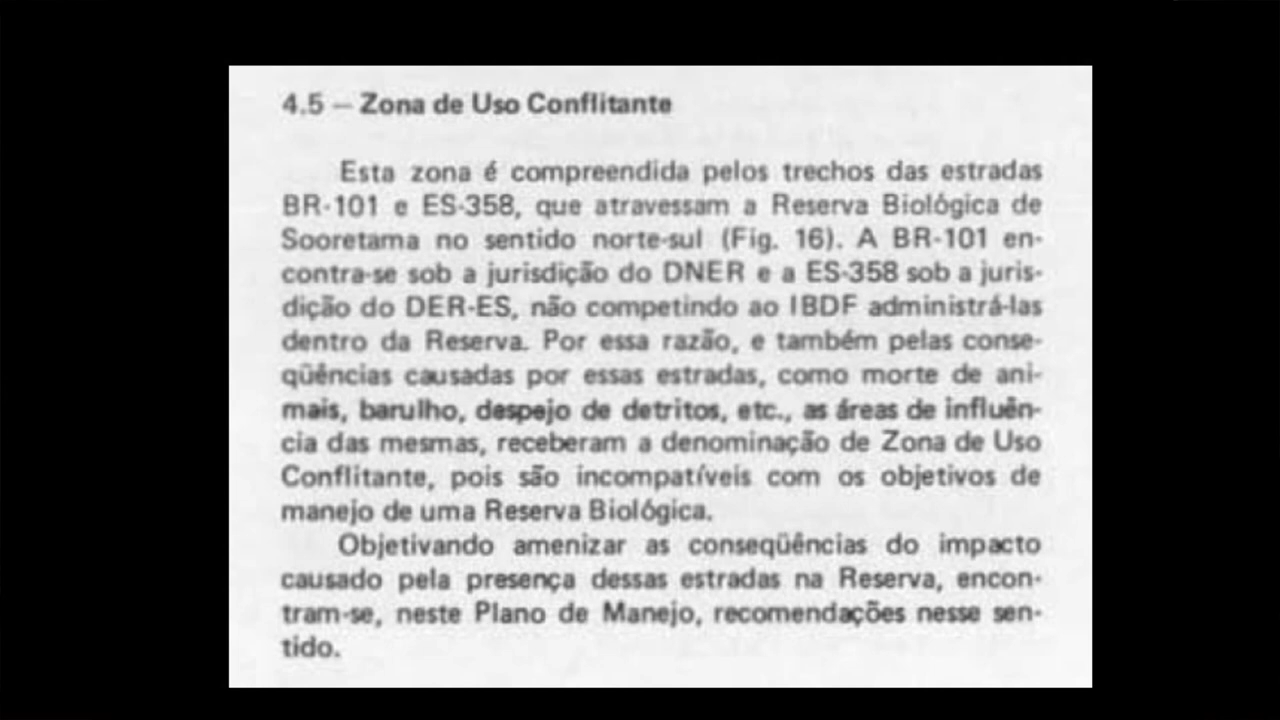 4.5 — Zona de Uso Conflitante
Esta zona é compreendida pelos trechos das estradas
BR-101 e ES-358, que atravessam a Reserva Biológica de
Sooretama no sentido norte-sul (Fig. 16). A BR-101 en-
contra-se sob a jurisdição do DNER e a ES-358 sob a juris-
dição do DER-ES, não competindo ao IBDF administrá-las
dentro da Reserva. Por essa razão, e também pelas conse-
qüências causadas por essas estradas, como morte de ani-
mais, barulho, despejo de detritos, etc., as áreas de influên-
cia das mesmas, receberam a denominação de Zona de Uso
Conflitante, pois são incompatíveis com os objetivos de
manejo de uma Reserva Biológica.
Objetivando amenizar as conseqüências do impacto
causado pela presença dessas estradas na Reserva, encon-
tram-se, neste Plano de Manejo, recomendações nesse sen-
tido.